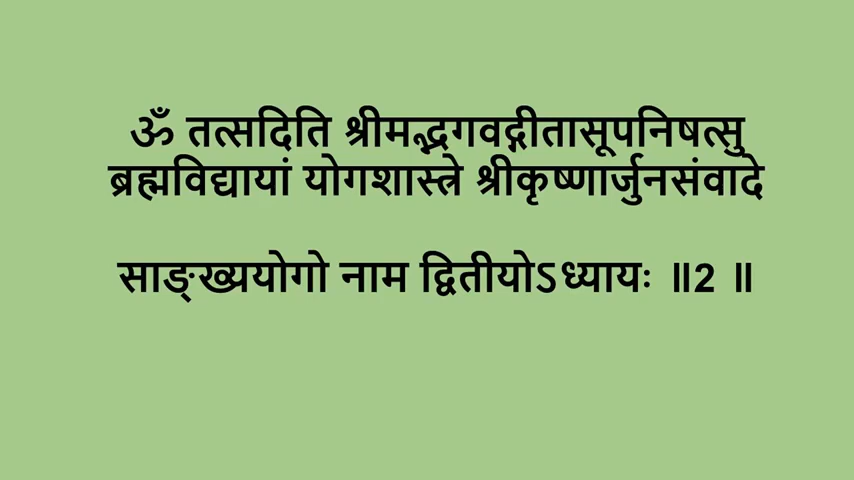 ॐ तत्सदिति श्रीमद्भगवद्गीतासूपनिषत्सु
ब्रह्मविद्यायां योगशास्त्रे श्रीकृष्णार्जुनसंवादे
साङ्ख्ययोगो नाम द्वितीयोऽध्यायः ॥2 ॥